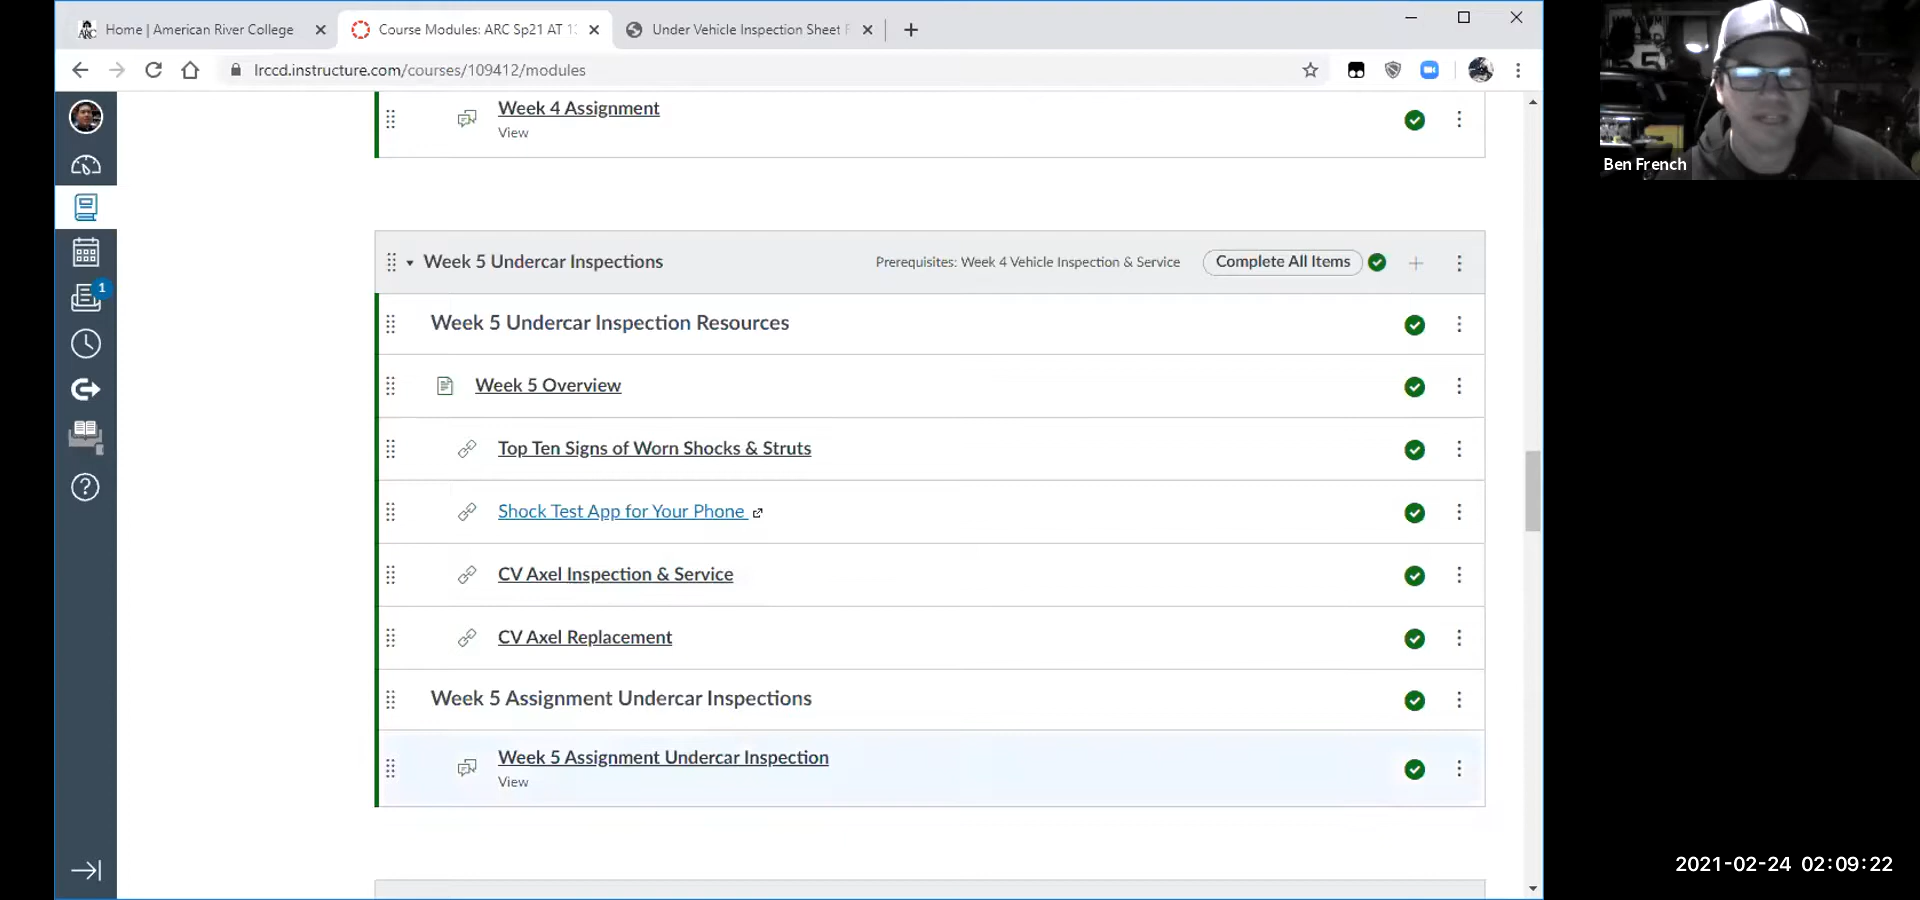 Home | American River College
Course Modules: ARC Sp21 AT 1
Under Vehicle Inspection Sheet
lrccd.instructure.com/courses/109412/modules
Ben French
Week 4 Assignment
View
Week 5 Undercar Inspections
Prerequisites: Week 4 Vehicle Inspection & Service
Complete All Items
1
Week 5 Undercar Inspection Resources
Week 5 Overview
Top Ten Signs of Worn Shocks & Struts
Shock Test App for Your Phone
CV Axel Inspection & Service
CV Axel Replacement
Week 5 Assignment Undercar Inspections
Week 5 Assignment Undercar Inspection
View
2021-02-24 02:09:22